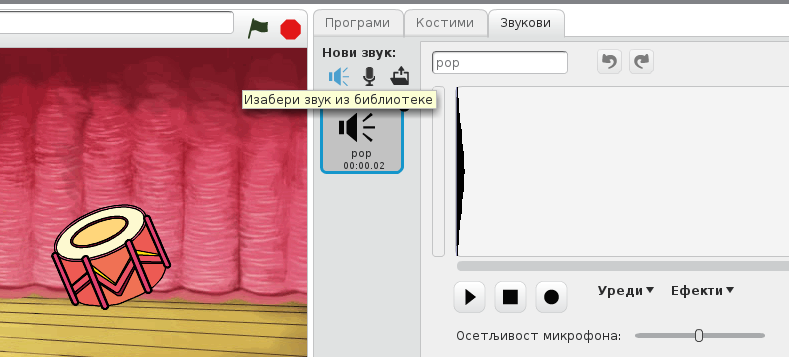 Програми Костими Звукови
Нови звук:
pop
Изабери звук из библиотеке
pop
00:00.02
Уреди Ефекти
Осетљивост микрофона: